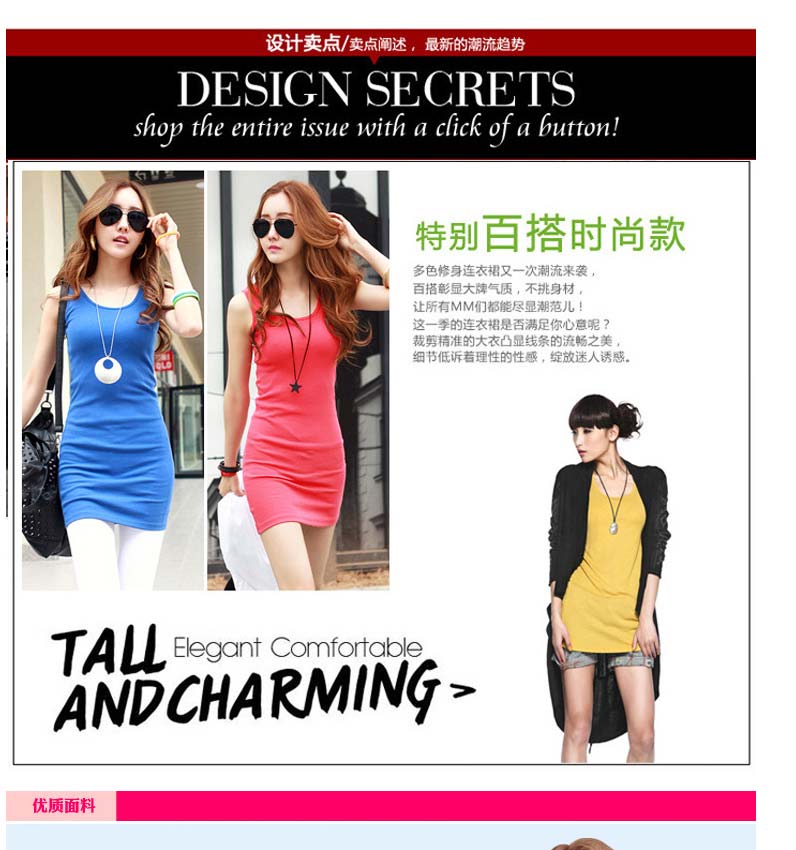 设计卖点/卖点阐述，最新的潮流趋势
DESIGN SECRETS
shop the entire issue with a click of a button!
特别百搭时尚款
多色修身连衣裙又一次潮流来袭，
百搭彰显大牌气质，不挑身材，
让所有MM们都能尽显潮范儿！
这一季的连衣裙是否满足你心意呢？
裁剪精准的大衣凸显线条的流畅之美，
细节低诉着理性的性感，绽放迷人诱惑。
TALL Elegant Comfortable
AND CHARMING >
优质面料